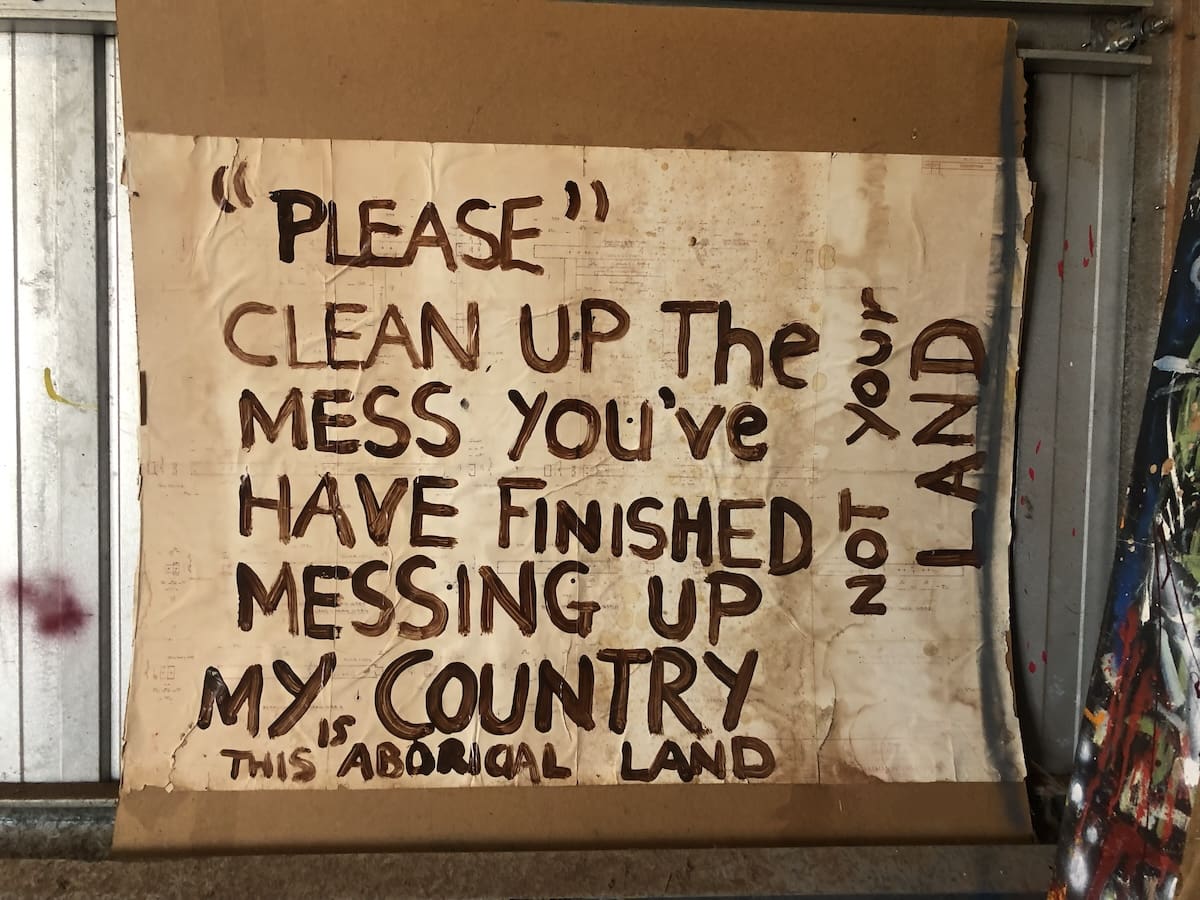 "PLEASE"
CLEAN UP The
MESS YOU'Ve
HAVE FINISHED
MESSING UP
MY COUNTRY
THIS IS ABORIGAL LAND
NOT YOUr
LAND